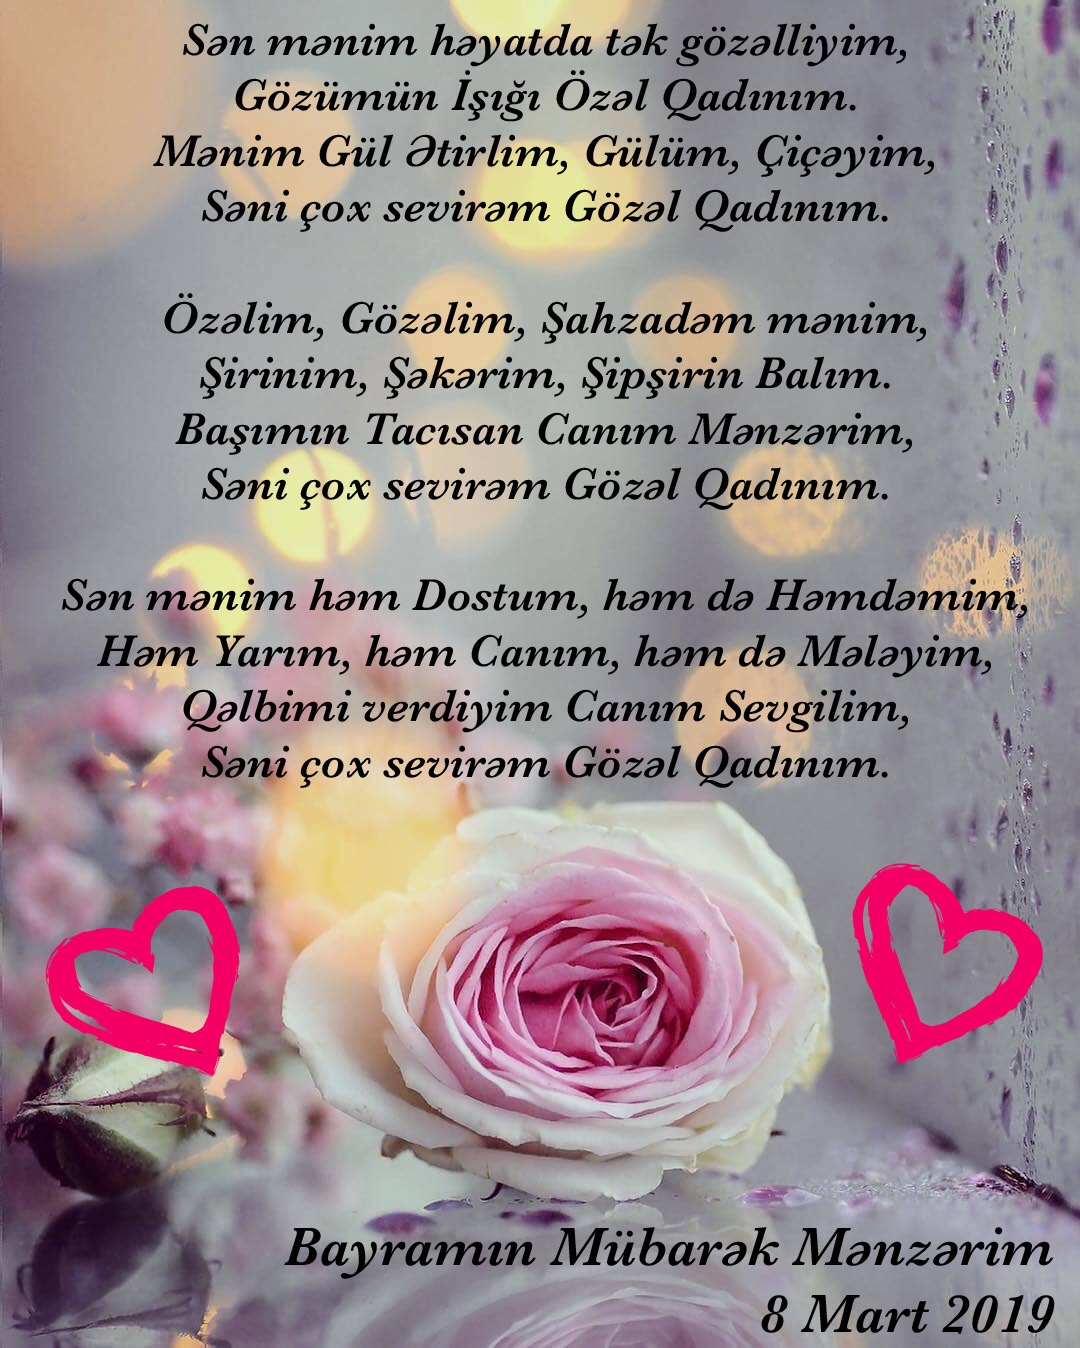 Sən mənim həyatda tək gözəlliyim,
Gözümün İşığı Özəl Qadınım.
Mənim Gül Ətirlim, Gülüm, Çiçəyim,
Səni çox sevirəm Gözəl Qadınım.
Özəlim, Gözəlim, Şahzadəm mənim,
Şirinim, Şəkərim, Şipşirin Balım.
Başımın Tacısan Canım Mənzərim,
Səni çox sevirəm Gözəl Qadınım.
Sən mənim həm Dostum, həm də Həmdəmim,
Həm Yarım, həm Canım, həm də Mələyim,
Qəlbimi verdiyim Canım Sevgilim,
Səni çox sevirəm Gözəl Qadınım.
Bayramın Mübarək Mənzərim
8 Mart 2019